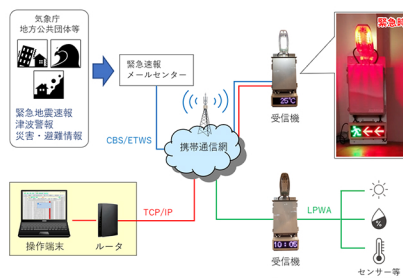 気象庁
地方公共団体等
緊急地震速報
津波警報
災害・避難情報
緊急速報
メールセンター
CBS/ETWS
携帯通信網
25℃
受信機
緊急時
TCP/IP
操作端末
ルータ
10:05
受信機
LPWA
%
センサー等